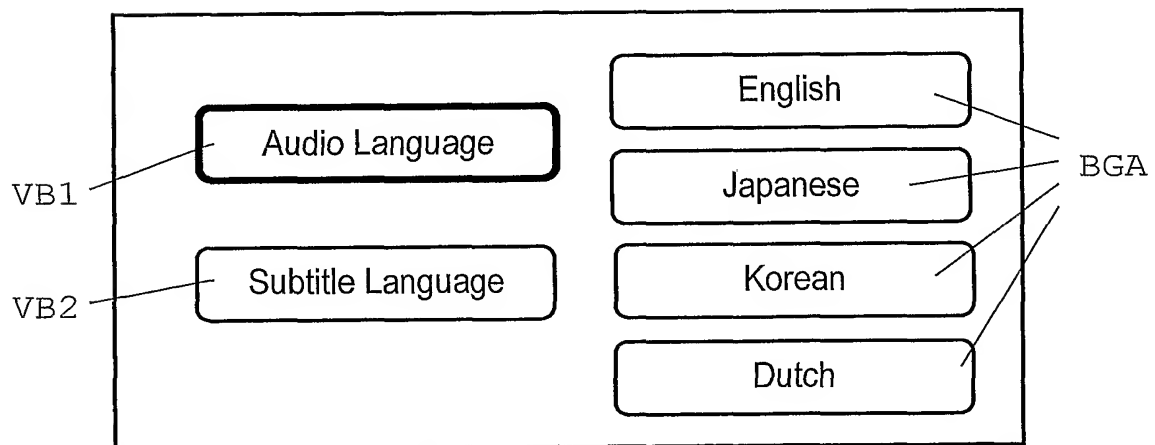 English
Audio Language
Japanese
BGA
VB1
Subtitle Language
Korean
VB2
Dutch